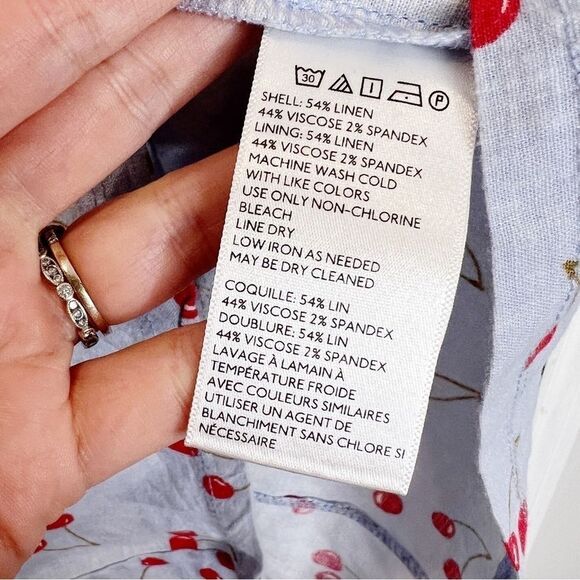 30 P
SHELL: 54% LINEN
44% VISCOSE 2% SPANDEX
LINING: 54% LINEN
44% VISCOSE 2% SPANDEX
MACHINE WASH COLD
WITH LIKE COLORS
USE ONLY NON-CHLORINE
BLEACH
LINE DRY
LOW IRON AS NEEDED
MAY BE DRY CLEANED
COQUILLE: 54% LIN
44% VISCOSE 2% SPANDEX
DOUBLURE: 54% LIN
44% VISCOSE 2% SPANDEX
LAVAGE À LAMAIN À
TEMPÉRATURE FROIDE
AVEC COULEURS SIMILAIRES
UTILISER UN AGENT DE
BLANCHIMENT SANS CHLORE SI
NÉCESSAIRE